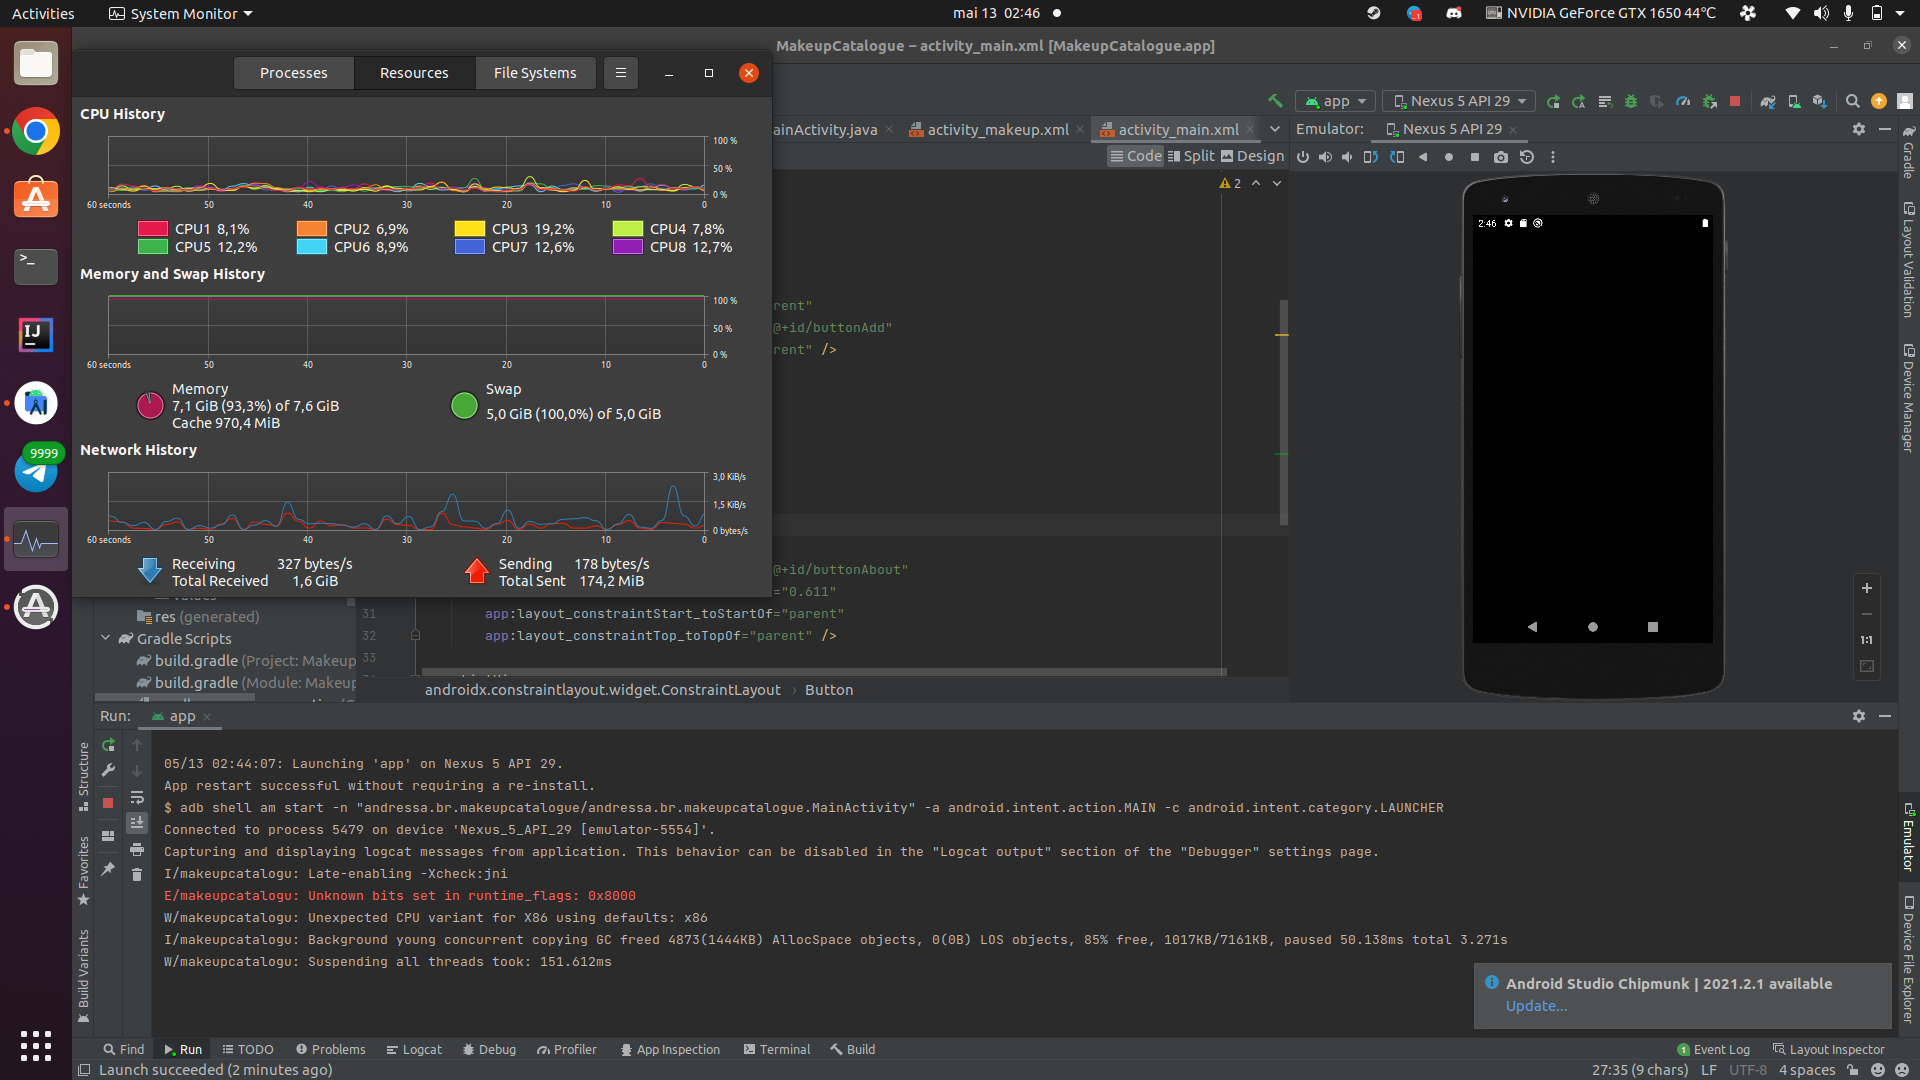 Activities
System Monitor
mai 13 02:46
NVIDIA GeForce GTX 1650 44°C
MakeupCatalogue – activity_main.xml [MakeupCatalogue.app]
Processes
Resources
File Systems
app
Nexus 5 API 29
ainActivity.java
activity_makeup.xml
activity_main.xml
Emulator:
Nexus 5 API 29
Code
Split
Design
2
CPU History
100 %
50 %
0 %
60 seconds
50
40
30
20
10
0
CPU1 8,1%
CPU2 6,9%
CPU3 19,2%
CPU4 7,8%
CPU5 12,2%
CPU6 8,9%
CPU7 12,6%
CPU8 12,7%
Memory and Swap History
100 %
50 %
0 %
60 seconds
50
40
30
20
10
0
Memory
7,1 GiB (93,3%) of 7,6 GiB
Cache 970,4 MiB
Swap
5,0 GiB (100,0%) of 5,0 GiB
Network History
3,0 KiB/s
1,5 KiB/s
0 bytes/s
60 seconds
50
40
30
20
10
0
Receiving 327 bytes/s
Total Received 1,6 GiB
Sending 178 bytes/s
Total Sent 174,2 MiB
9999
rent"
@+id/buttonAdd"
rent" />
@+id/buttonAbout"
="0.611"
31 app:layout_constraintStart_toStartOf="parent"
32 app:layout_constraintTop_toTopOf="parent" />
33
res (generated)
Gradle Scripts
build.gradle (Project: Makeup
build.gradle (Module: Makeup
androidx.constraintlayout.widget.ConstraintLayout
Button
2:46
1:1
Gradle
Layout Validation
Device Manager
Emulator
Device File Explorer
Structure
Favorites
Build Variants
Run:
app
05/13 02:44:07: Launching 'app' on Nexus 5 API 29.
App restart successful without requiring a re-install.
$ adb shell am start -n "andressa.br.makeupcatalogue/andressa.br.makeupcatalogue.MainActivity" -a android.intent.action.MAIN -c android.intent.category.LAUNCHER
Connected to process 5479 on device 'Nexus_5_API_29 [emulator-5554]'.
Capturing and displaying logcat messages from application. This behavior can be disabled in the "Logcat output" section of the "Debugger" settings page.
I/makeupcatalogu: Late-enabling -Xcheck:jni
E/makeupcatalogu: Unknown bits set in runtime_flags: 0x8000
W/makeupcatalogu: Unexpected CPU variant for X86 using defaults: x86
I/makeupcatalogu: Background young concurrent copying GC freed 4873(1444KB) AllocSpace objects, 0(0B) LOS objects, 85% free, 1017KB/7161KB, paused 50.138ms total 3.271s
W/makeupcatalogu: Suspending all threads took: 151.612ms
Android Studio Chipmunk | 2021.2.1 available
Update...
Find
Run
TODO
Problems
Logcat
Debug
Profiler
App Inspection
Terminal
Build
1 Event Log
Layout Inspector
Launch succeeded (2 minutes ago)
27:35 (9 chars)
LF
UTF-8
4 spaces